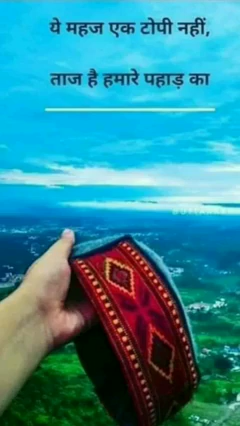 ये महज एक टोपी नहीं,
ताज है हमारे पहाड़ का